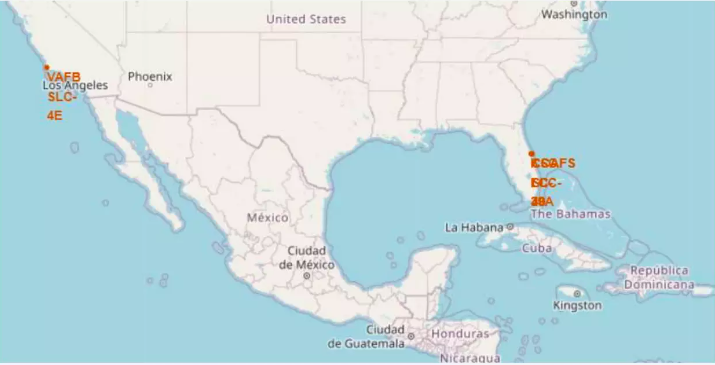 United States
Washington
VAFB
SLC-
4E
Los Angeles
Phoenix
México
Ciudad
de México
The Bahamas
La Habana
Cuba
República
Dominicana
Kingston
Ciudad
de Guatemala
Honduras
Nicaragua